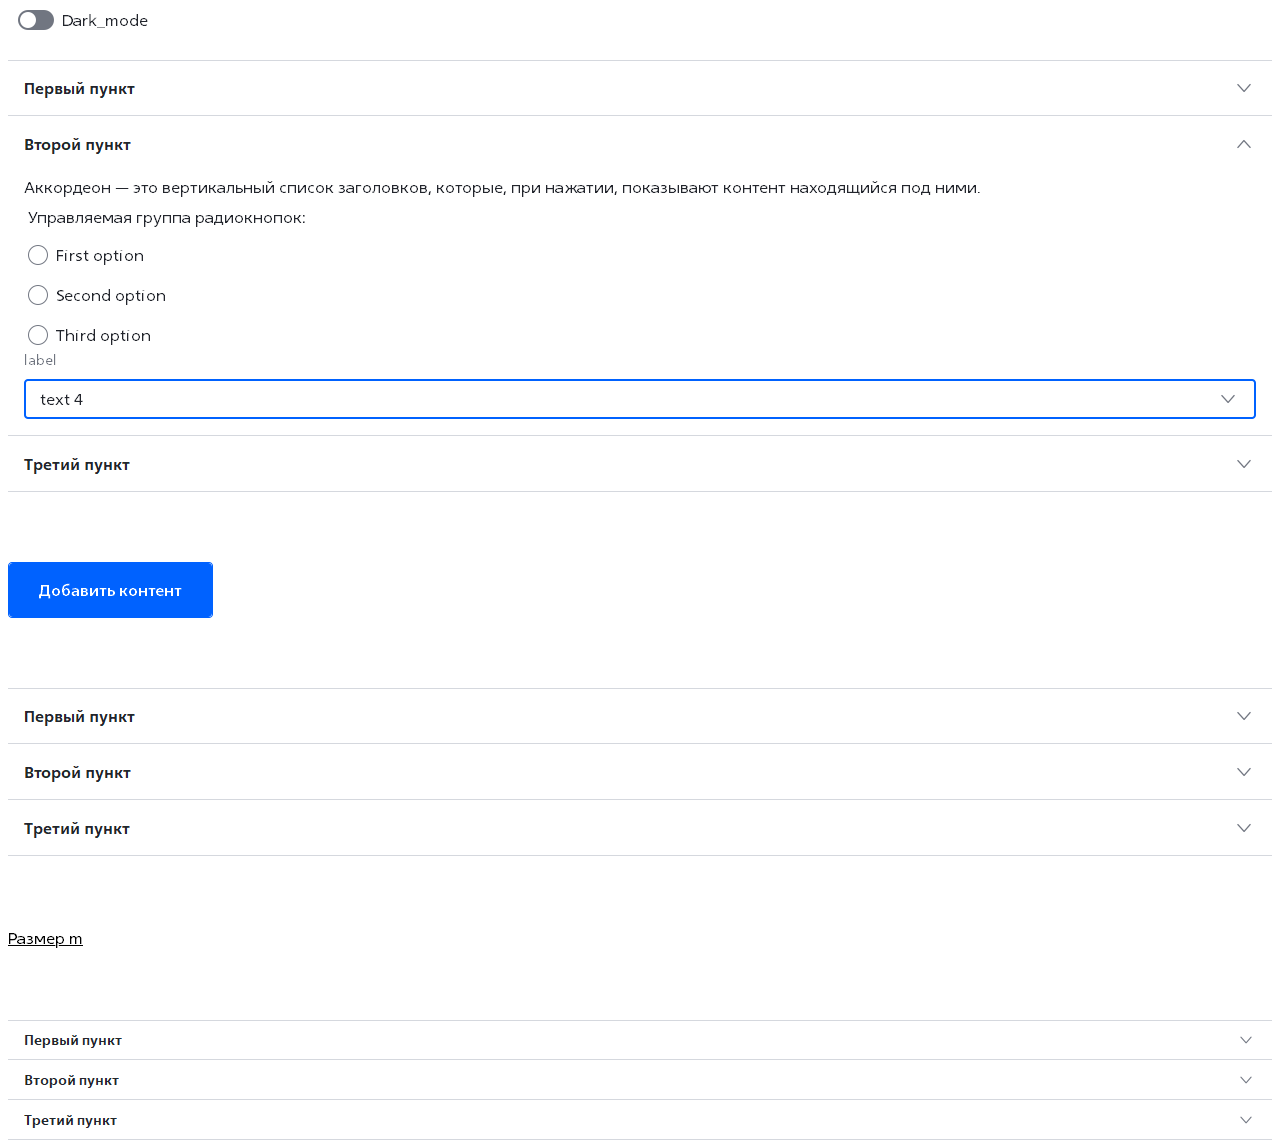 Dark_mode
Первый пункт
Второй пункт
Аккордеон — это вертикальный список заголовков, которые, при нажатии, показывают контент находящийся под ними.
Управляемая группа радиокнопок:
First option
Second option
Third option
label
text 4
Третий пункт
Добавить контент
Первый пункт
Второй пункт
Третий пункт
Размер m
Первый пункт
Второй пункт
Третий пункт